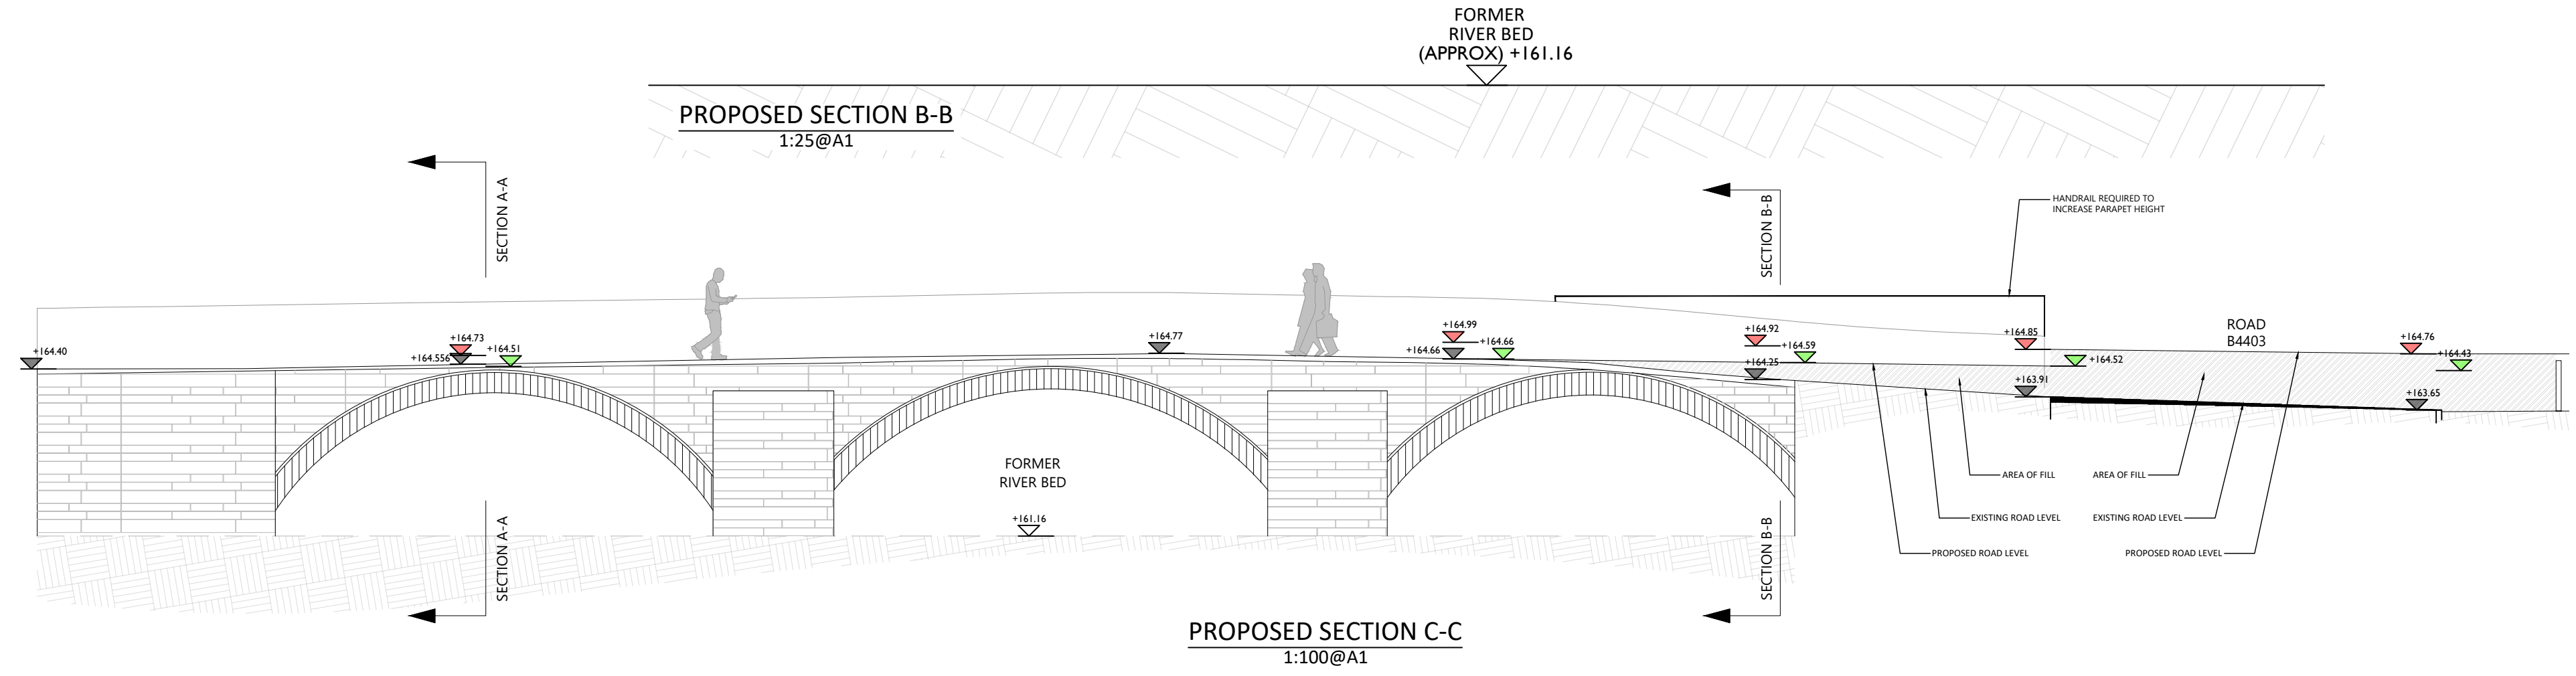 FORMER
RIVER BED
(APPROX) +161.16
PROPOSED SECTION B-B
1:25@A1
SECTION A-A
SECTION B-B
HANDRAIL REQUIRED TO
INCREASE PARAPET HEIGHT
+164.40
+164.73
+164.556
+164.51
+164.77
+164.99
+164.66
+164.66
+164.92
+164.59
+164.25
+164.85
+164.52
+163.91
ROAD
B4403
+164.76
+164.43
+163.65
FORMER
RIVER BED
+161.16
AREA OF FILL
AREA OF FILL
EXISTING ROAD LEVEL
EXISTING ROAD LEVEL
PROPOSED ROAD LEVEL
PROPOSED ROAD LEVEL
SECTION A-A
SECTION B-B
PROPOSED SECTION C-C
1:100@A1